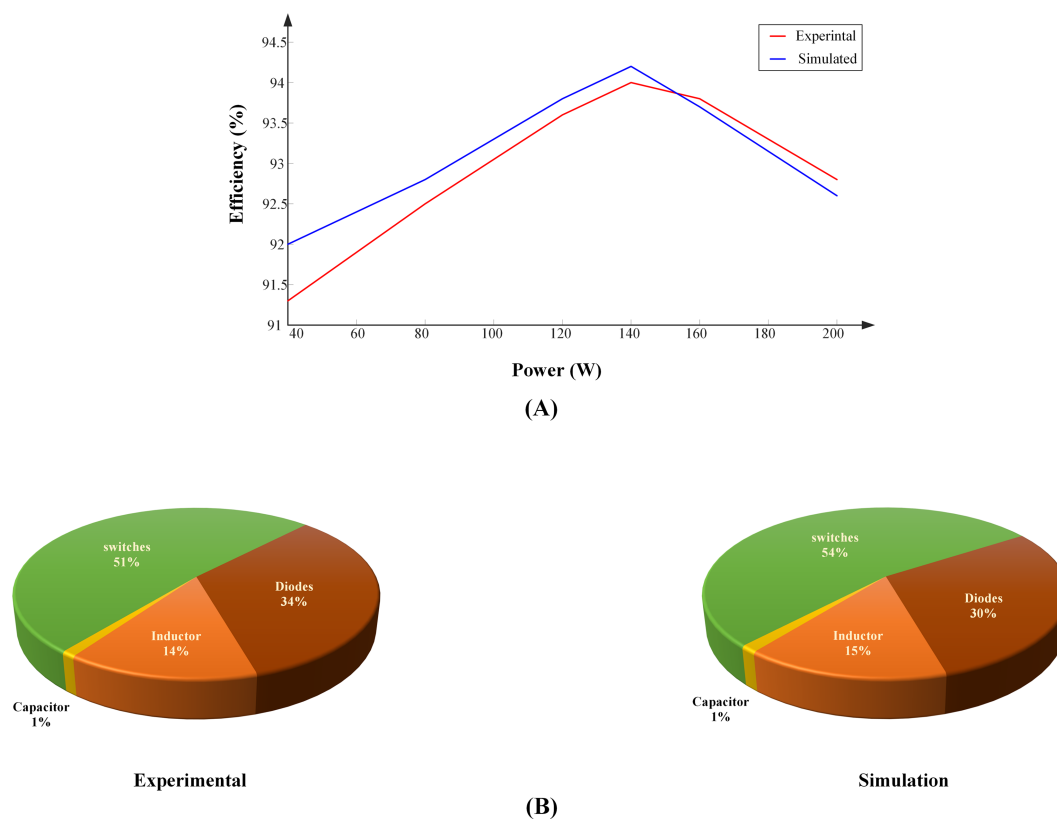 94.5
94
93.5
93
92.5
92
91.5
91
Efficiency (%)
40 60 80 100 120 140 160 180 200
Power (W)
Experintal
Simulated
(A)
switches
51%
Diodes
34%
Inductor
14%
Capacitor
1%
Experimental
switches
54%
Diodes
30%
Inductor
15%
Capacitor
1%
Simulation
(B)